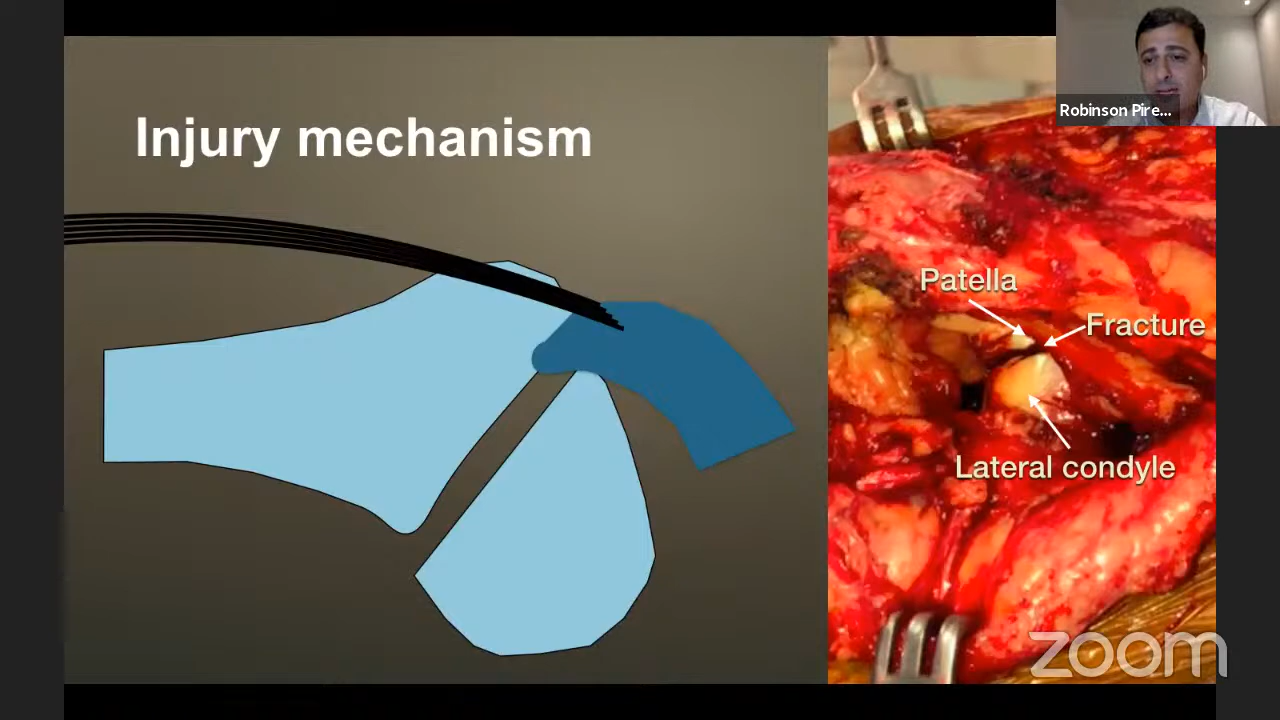 Robinson Pire...
Injury mechanism
Patella
Fracture
Lateral condyle
zoom